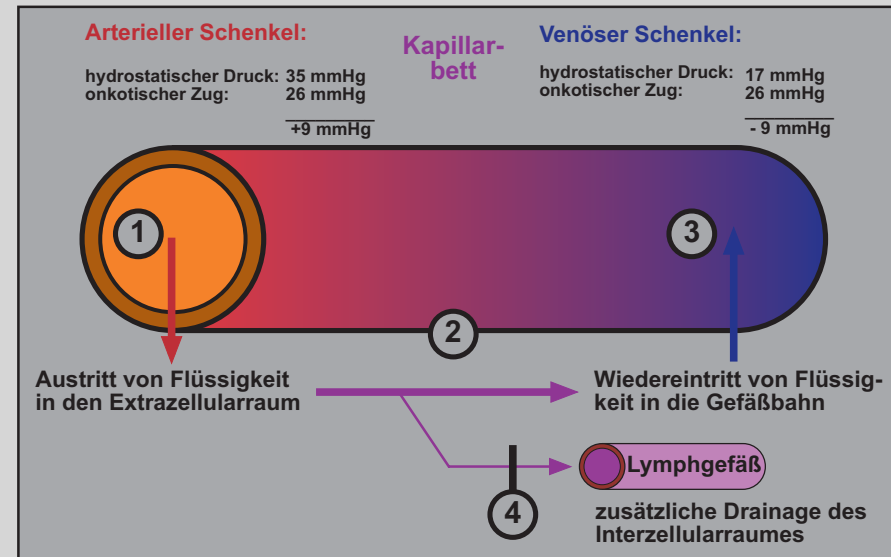 Arterieller Schenkel:
hydrostatischer Druck: 35 mmHg
onkotischer Zug: 26 mmHg
+9 mmHg
Kapillar-
bett
Venöser Schenkel:
hydrostatischer Druck: 17 mmHg
onkotischer Zug: 26 mmHg
- 9 mmHg
1
3
2
Austritt von Flüssigkeit
in den Extrazellularraum
Wiedereintritt von Flüssig-
keit in die Gefäßbahn
Lymphgefäß
4
zusätzliche Drainage des
Interzellularraumes